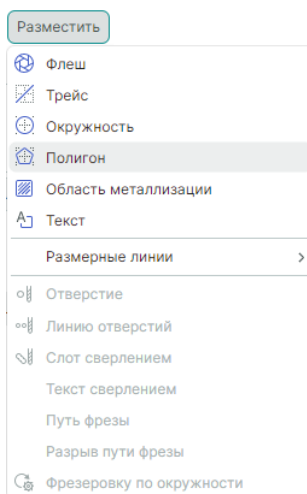 Разместить
Флеш
Трейс
Окружность
Полигон
Область металлизации
Текст
Размерные линии
Отверстие
Линию отверстий
Слот сверлением
Текст сверлением
Путь фрезы
Разрыв пути фрезы
Фрезеровку по окружности